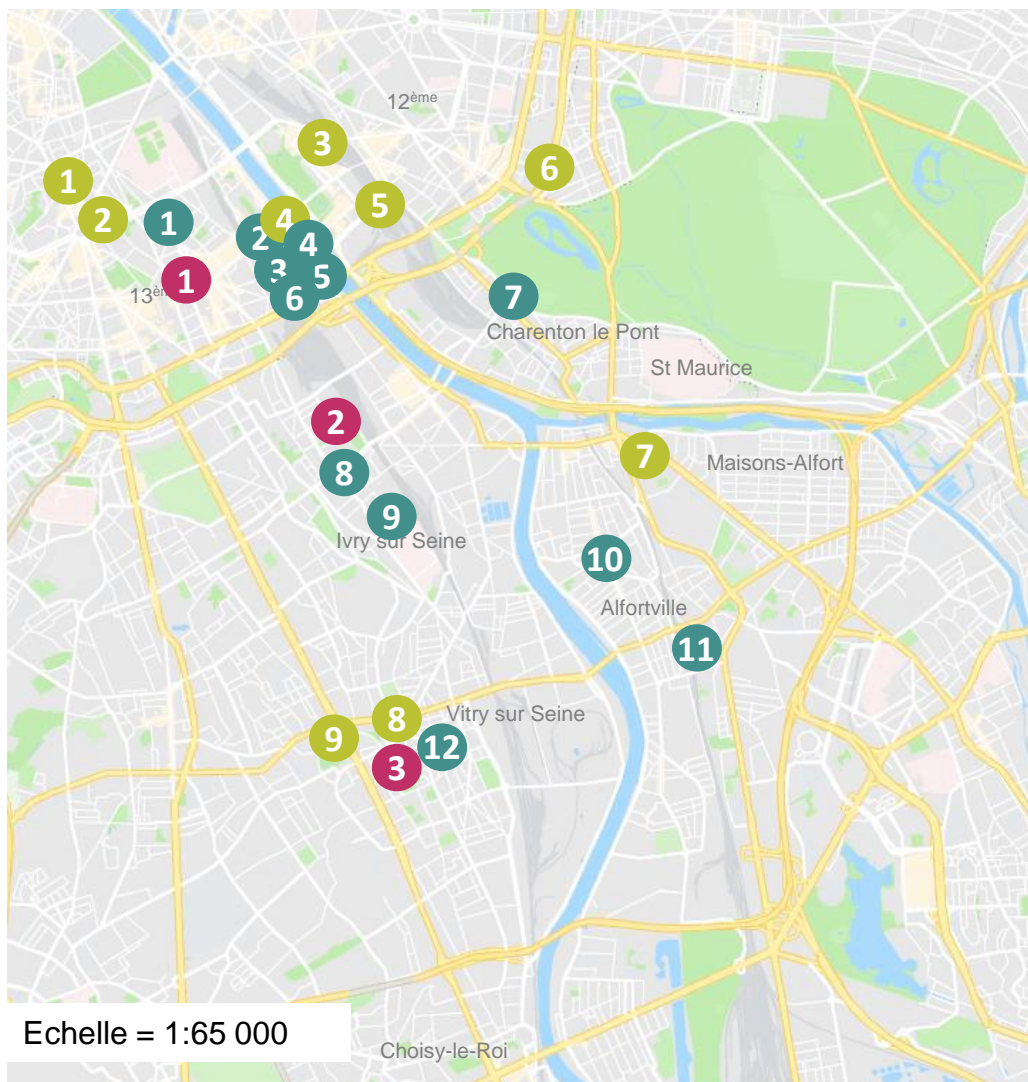 12ème
3
6
1
5
2
1
4
2
4
3
5
1
13èm
6
7
Charenton le Pont
St Maurice
2
7
Maisons-Alfort
8
9
Ivry sur Seine
10
Alfortville
11
8
Vitry sur Seine
9
12
3
Echelle = 1:65 000
Choisy-le-Roi